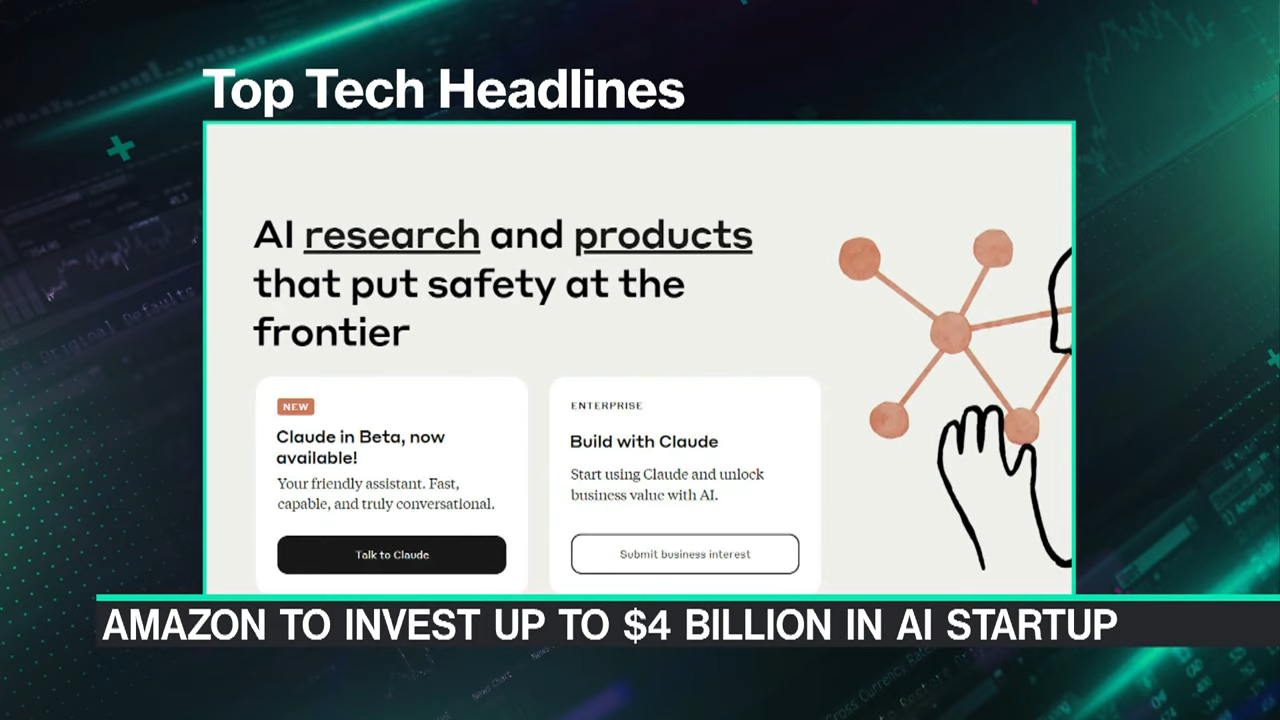 Top Tech Headlines
AI research and products
that put safety at the
frontier
NEW
Claude in Beta, now
available!
Your friendly assistant. Fast,
capable, and truly conversational.
Talk to Claude
ENTERPRISE
Build with Claude
Start using Claude and unlock
business value with AI.
Submit business interest
AMAZON TO INVEST UP TO $4 BILLION IN AI STARTUP